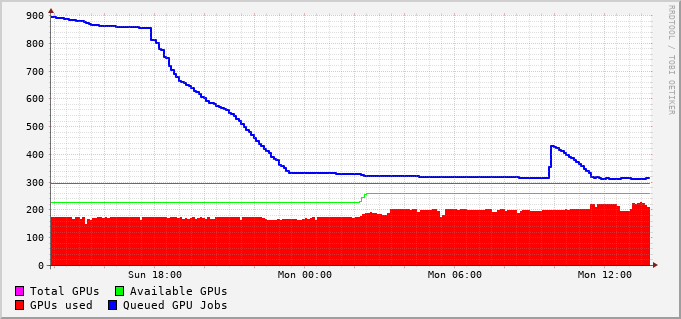 900
800
700
600
500
400
300
200
100
0
Sun 18:00 Mon 00:00 Mon 06:00 Mon 12:00
Total GPUs Available GPUs
GPUs used Queued GPU Jobs
RRDTOOL / TOBI OETIKER